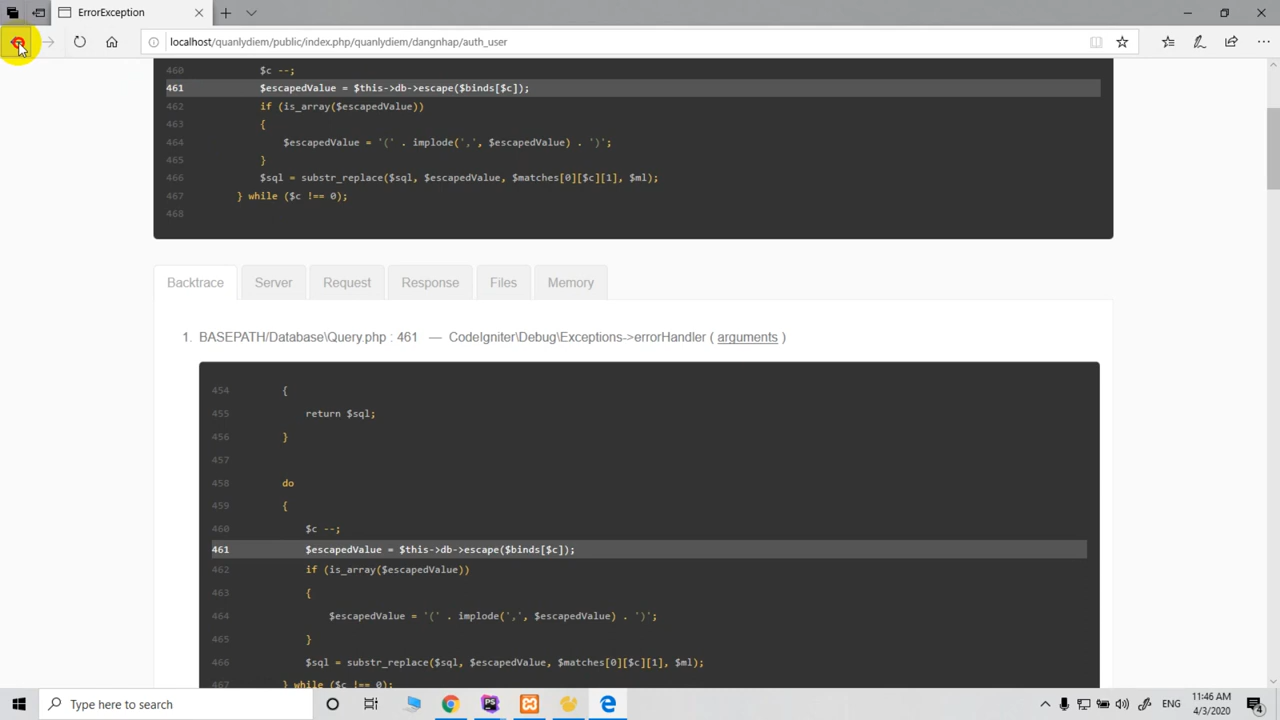 ErrorException
localhost/quanlydiem/public/index.php/quanlydiem/dangnhap/auth_user
460 $c --;
461 $escapedValue = $this->db->escape($binds[$c]);
462 if (is_array($escapedValue))
463 {
464 $escapedValue = '(' . implode(',', $escapedValue) . ')';
465 }
466 $sql = substr_replace($sql, $escapedValue, $matches[0][$c][1], $ml);
467 } while ($c !== 0);
468
Backtrace Server Request Response Files Memory
1. BASEPATH/Database\Query.php : 461 — CodeIgniter\Debug\Exceptions->errorHandler ( arguments )
454 {
455 return $sql;
456 }
457
458 do
459 {
460 $c --;
461 $escapedValue = $this->db->escape($binds[$c]);
462 if (is_array($escapedValue))
463 {
464 $escapedValue = '(' . implode(',', $escapedValue) . ')';
465 }
466 $sql = substr_replace($sql, $escapedValue, $matches[0][$c][1], $ml);
467 } while ($c !== 0);
Type here to search
PS
ENG
11:46 AM
4/3/2020
4